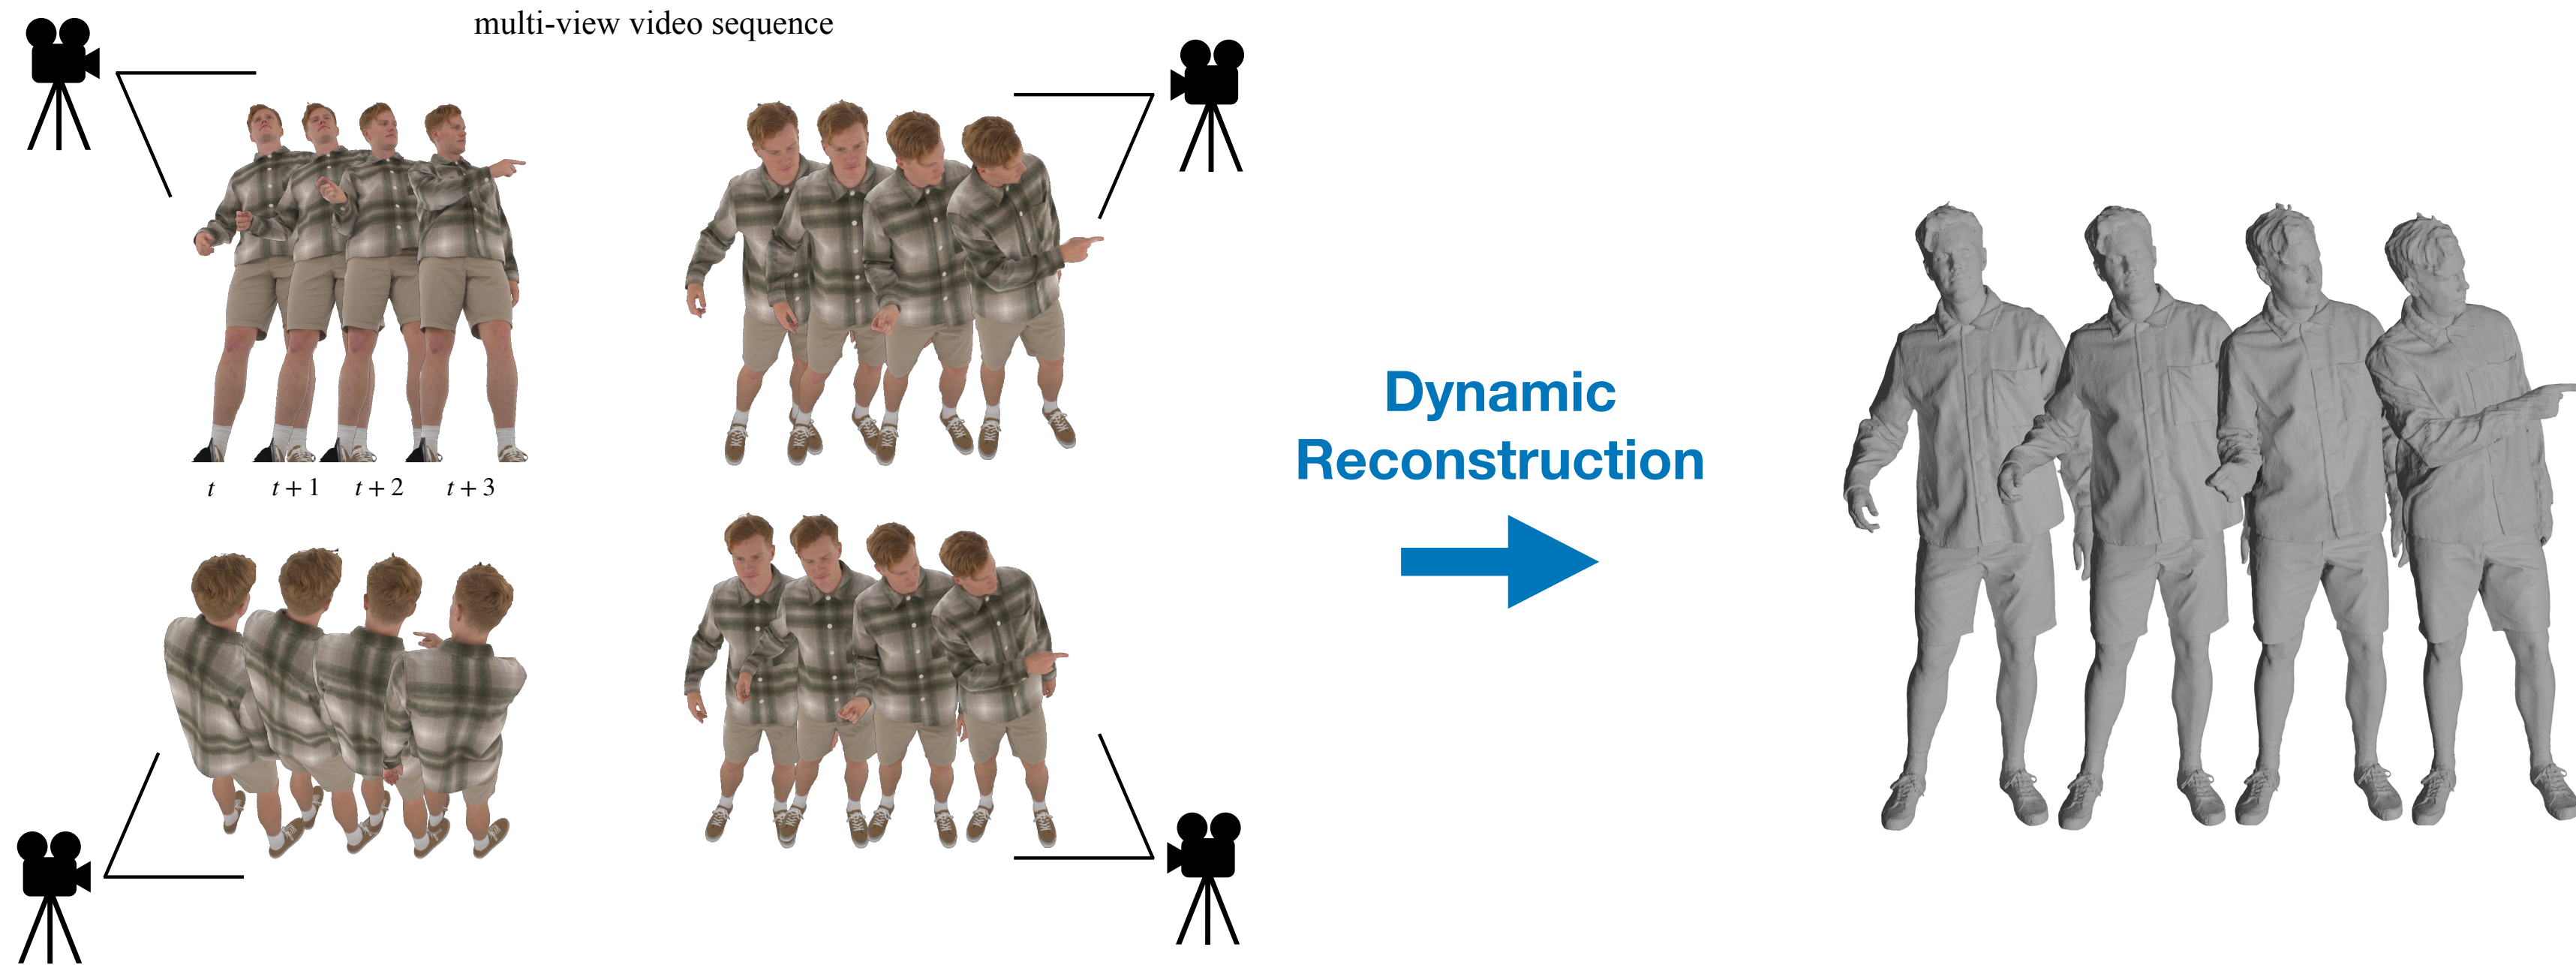 multi-view video sequence
t t + 1 t + 2 t + 3
Dynamic
Reconstruction